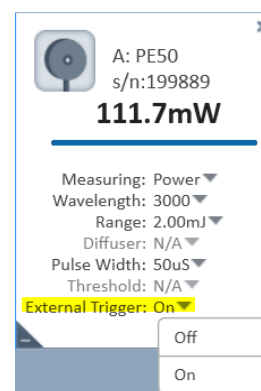 A: PE50
s/n:199889
111.7mW
Measuring: Power
Wavelength: 3000
Range: 2.00mJ
Diffuser: N/A
Pulse Width: 50uS
Threshold: N/A
External Trigger: On
Off
On